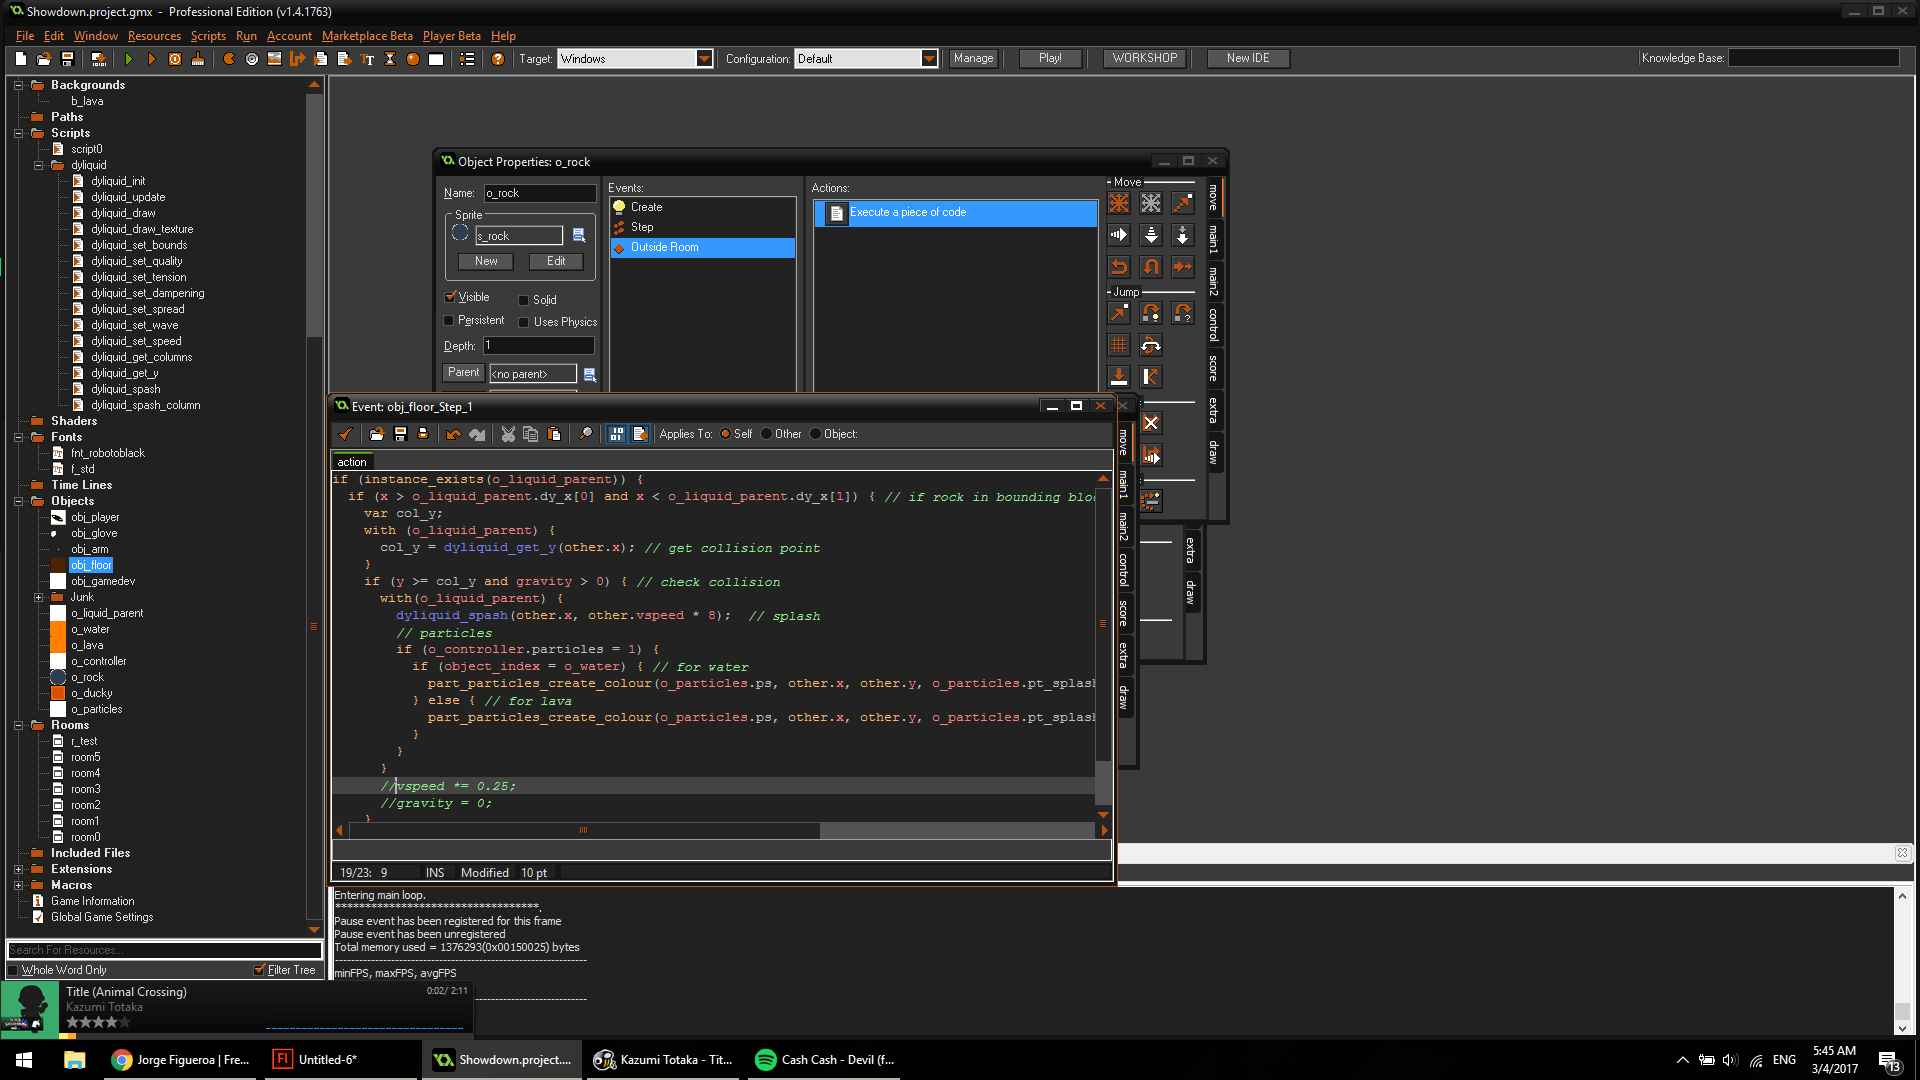 Showdown.project.gmx - Professional Edition (v1.4.1763)
File Edit Window Resources Scripts Run Account Marketplace Beta Player Beta Help
Target: Windows Configuration: Default Manage Play! WORKSHOP New IDE Knowledge Base:
Backgrounds
b_lava
Paths
Scripts
script0
dyliquid
dyliquid_init
dyliquid_update
dyliquid_draw
dyliquid_draw_texture
dyliquid_set_bounds
dyliquid_set_quality
dyliquid_set_tension
dyliquid_set_dampening
dyliquid_set_spread
dyliquid_set_wave
dyliquid_set_speed
dyliquid_get_columns
dyliquid_get_y
dyliquid_spash
dyliquid_spash_column
Shaders
Fonts
fnt_robotoblack
f_std
Time Lines
Objects
obj_player
obj_glove
obj_arm
obj_floor
obj_gamedev
Junk
o_liquid_parent
o_water
o_lava
o_controller
o_rock
o_ducky
o_particles
Rooms
r_test
room5
room4
room3
room2
room1
room0
Included Files
Extensions
Macros
Game Information
Global Game Settings
Search For Resources...
Whole Word Only Filter Tree
Object Properties: o_rock
Name: o_rock
Sprite
s_rock
New Edit
Visible Solid
Persistent Uses Physics
Depth: 1
Parent <no parent>
Events:
Create
Step
Outside Room
Actions:
Execute a piece of code
Move
Jump
move
main1
main2
control
score
extra
draw
Event: obj_floor_Step_1
Applies To: Self Other Object:
action
if (instance_exists(o_liquid_parent)) {
if (x > o_liquid_parent.dy_x[0] and x < o_liquid_parent.dy_x[1]) { // if rock in bounding bloc
var col_y;
with (o_liquid_parent) {
col_y = dyliquid_get_y(other.x); // get collision point
}
if (y >= col_y and gravity > 0) { // check collision
with(o_liquid_parent) {
dyliquid_spash(other.x, other.vspeed * 8); // splash
// particles
if (o_controller.particles = 1) {
if (object_index = o_water) { // for water
part_particles_create_colour(o_particles.ps, other.x, other.y, o_particles.pt_splash
} else { // for lava
part_particles_create_colour(o_particles.ps, other.x, other.y, o_particles.pt_splash
}
}
}
//vspeed *= 0.25;
//gravity = 0;
}
19/23: 9 INS Modified 10 pt
move
main1
main2
control
score
extra
draw
extra
draw
Entering main loop.
**********************************.
Pause event has been registered for this frame
Pause event has been unregistered
Total memory used = 1376293(0x00150025) bytes
minFPS, maxFPS, avgFPS
Title (Animal Crossing) 0:02/ 2:11
Kazumi Totaka
Jorge Figueroa | Fre...
Untitled-6*
Showdown.project....
Kazumi Totaka - Tit...
Cash Cash - Devil (f...
ENG
5:45 AM
3/4/2017
13